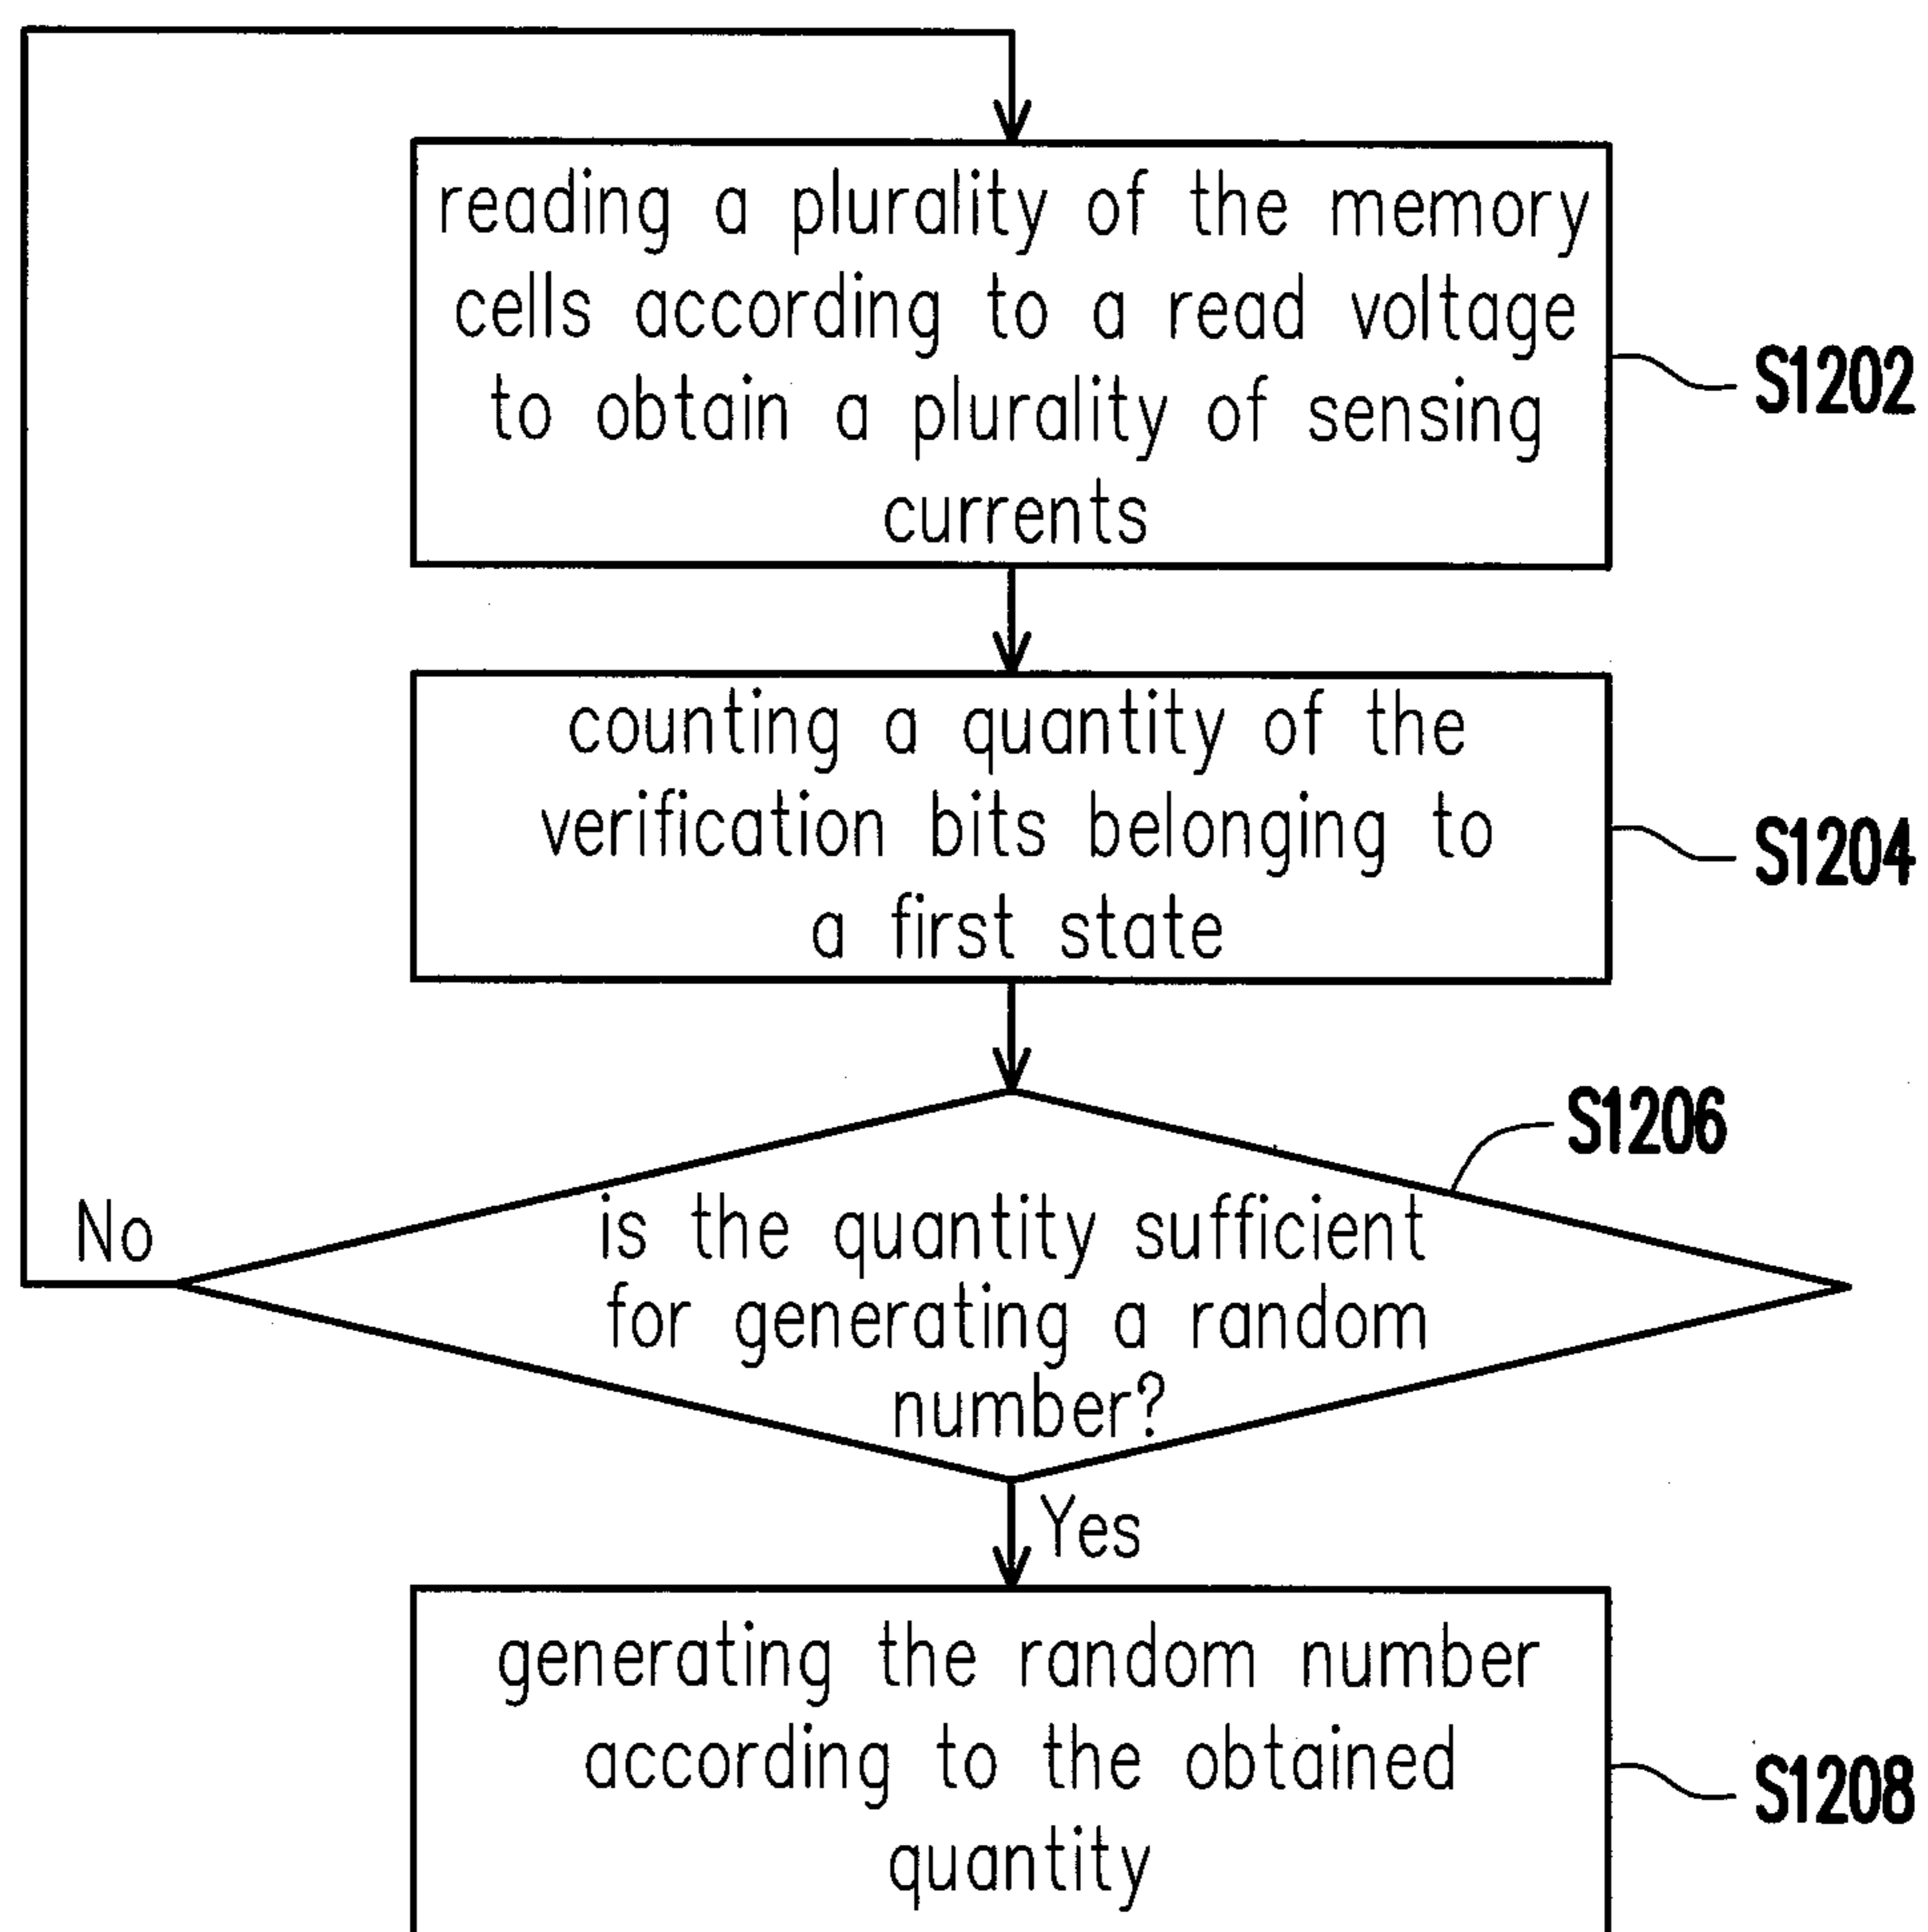 reading a plurality of the memory
cells according to a read voltage
to obtain a plurality of sensing
currents
S1202
counting a quantity of the
verification bits belonging to
a first state
S1204
S1206
is the quantity sufficient
for generating a random
number?
No
Yes
generating the random number
according to the obtained
quantity
S1208